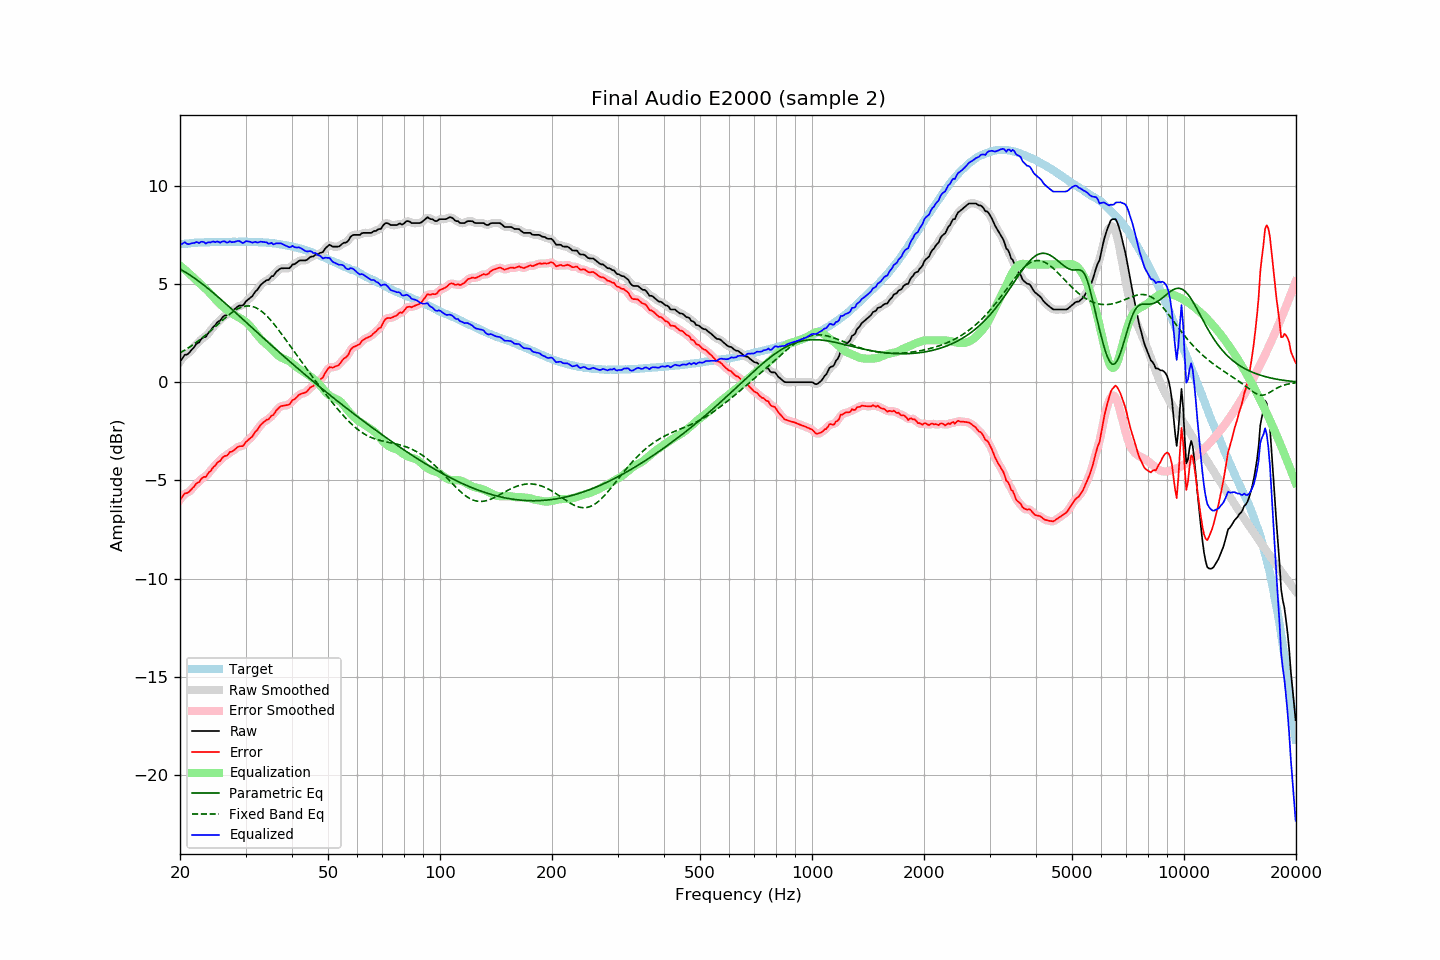 Final Audio E2000 (sample 2)
Amplitude (dBr)
10
5
0
−5
−10
−15
−20
Target
Raw Smoothed
Error Smoothed
Raw
Error
Equalization
Parametric Eq
Fixed Band Eq
Equalized
20 50 100 200 500 1000 2000 5000 10000 20000
Frequency (Hz)